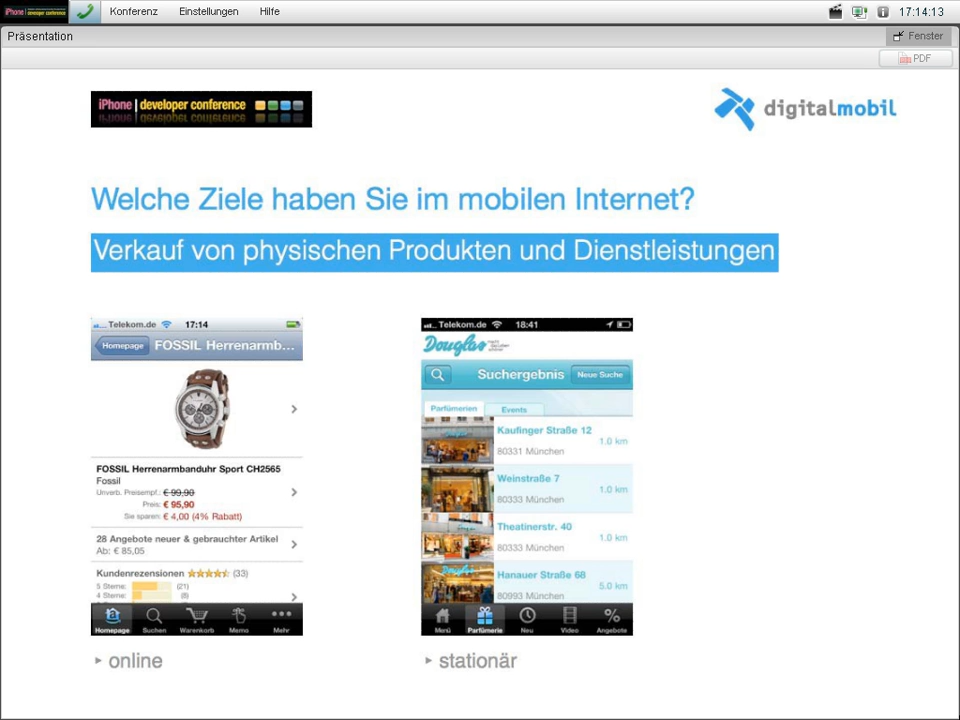 iPhone developer conference
Konferenz Einstellungen Hilfe 17:14:13
Präsentation Fenster
PDF
iPhone developer conference digitalmobil
Welche Ziele haben Sie im mobilen Internet?
Verkauf von physischen Produkten und Dienstleistungen
Telekom.de 17:14
Homepage FOSSIL Herrenarmb...
FOSSIL Herrenarmbanduhr Sport CH2565
Fossil
Unverb. Preisempf.: € 99,90
Preis: € 95,90
Sie sparen: € 4,00 (4% Rabatt)
28 Angebote neuer & gebrauchter Artikel
Ab: € 85,05
Kundenrezensionen (33)
5 Sterne: (21)
4 Sterne: (8)
Homepage Suchen Warenkorb Memo Mehr
online
Telekom.de 18:41
Douglas
Suchergebnis Neue Suche
Parfümerien Events
Kaufinger Straße 12
1.0 km
80331 München
Weinstraße 7
1.0 km
80333 München
Theatinerstr. 40
1.0 km
80333 München
Hanauer Straße 68
5.0 km
80993 München
Menü Parfümerie Neu Video Angebote
stationär